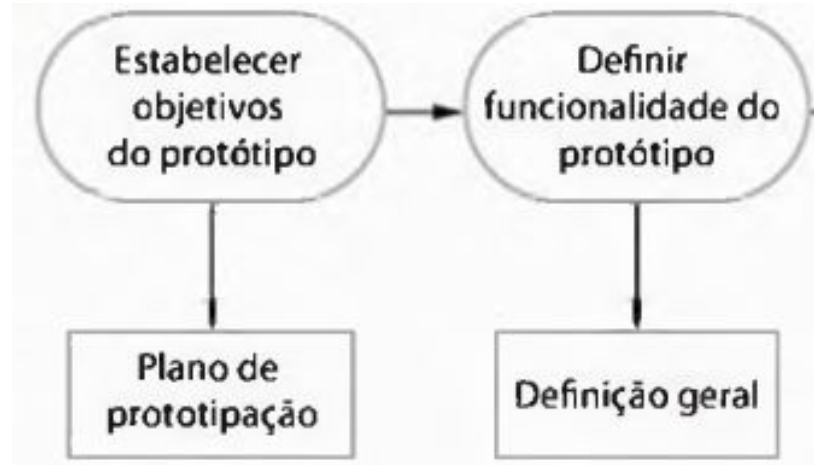 Estabelecer
objetivos
do protótipo
Definir
funcionalidade do
protótipo
Plano de
prototipação
Definição geral